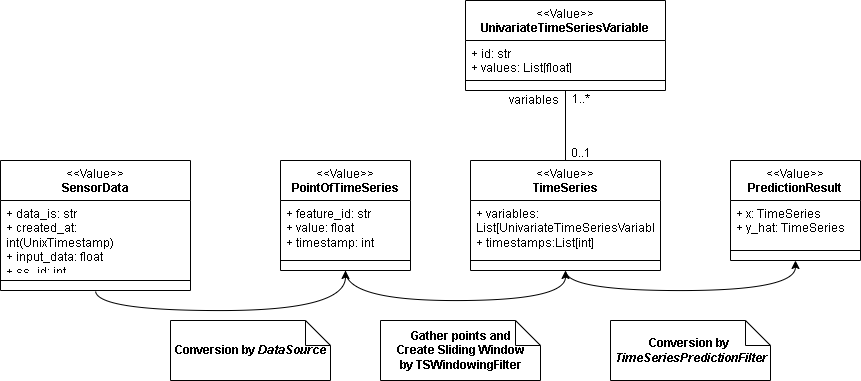 <<Value>>
UnivariateTimeSeriesVariable
+ id: str
+ values: List[float]
variables
1..*
0..1
<<Value>>
SensorData
+ data_is: str
+ created_at:
int(UnixTimestamp)
+ input_data: float
+ ss_id: int
<<Value>>
PointOfTimeSeries
+ feature_id: str
+ value: float
+ timestamp: int
<<Value>>
TimeSeries
+ variables:
List[UnivariateTimeSeriesVariabl
+ timestamps:List[int]
<<Value>>
PredictionResult
+ x: TimeSeries
+ y_hat: TimeSeries
Conversion by DataSource
Gather points and
Create Sliding Window
by TSWindowingFilter
Conversion by
TimeSeriesPredictionFilter